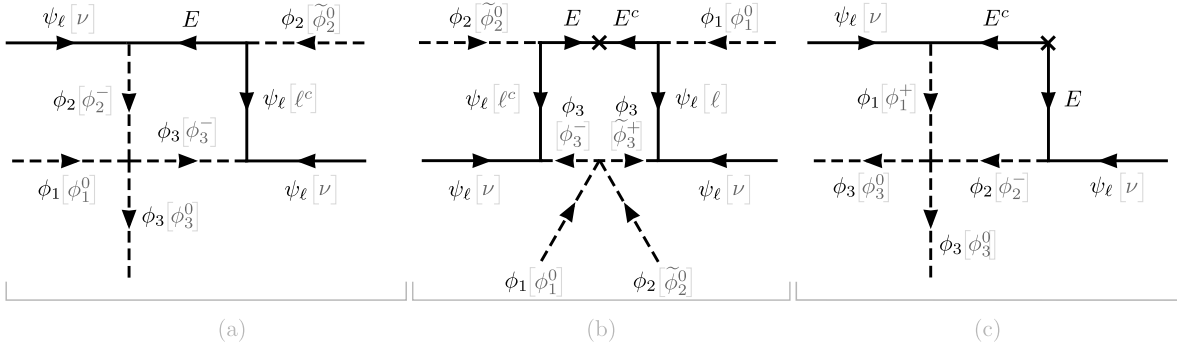 ψ_ℓ[ν] E ϕ_2[ϕ̃_2^0]
ϕ_2[ϕ_2^-] ψ_ℓ[ℓ^c]
ϕ_3[ϕ_3^-]
ϕ_1[ϕ_1^0] ψ_ℓ[ν]
ϕ_3[ϕ_3^0]
(a)
ϕ_2[ϕ̃_2^0] E E^c ϕ_1[ϕ_1^0]
ψ_ℓ[ℓ^c] ϕ_3 ϕ_3 ψ_ℓ[ℓ]
[ϕ_3^-] [ϕ̃_3^+]
ψ_ℓ[ν] ψ_ℓ[ν]
ϕ_1[ϕ_1^0] ϕ_2[ϕ̃_2^0]
(b)
ψ_ℓ[ν] E^c
ϕ_1[ϕ_1^+] E
ϕ_3[ϕ_3^0] ϕ_2[ϕ_2^-] ψ_ℓ[ν]
ϕ_3[ϕ_3^0]
(c)